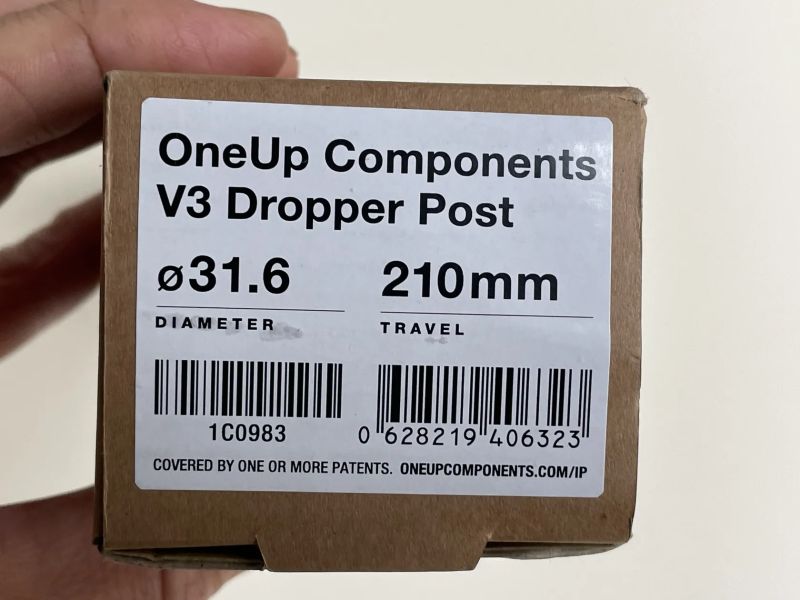 OneUp Components
V3 Dropper Post
ø31.6
DIAMETER
210mm
TRAVEL
1C0983
0 628219 406323
COVERED BY ONE OR MORE PATENTS. ONEUPCOMPONENTS.COM/IP